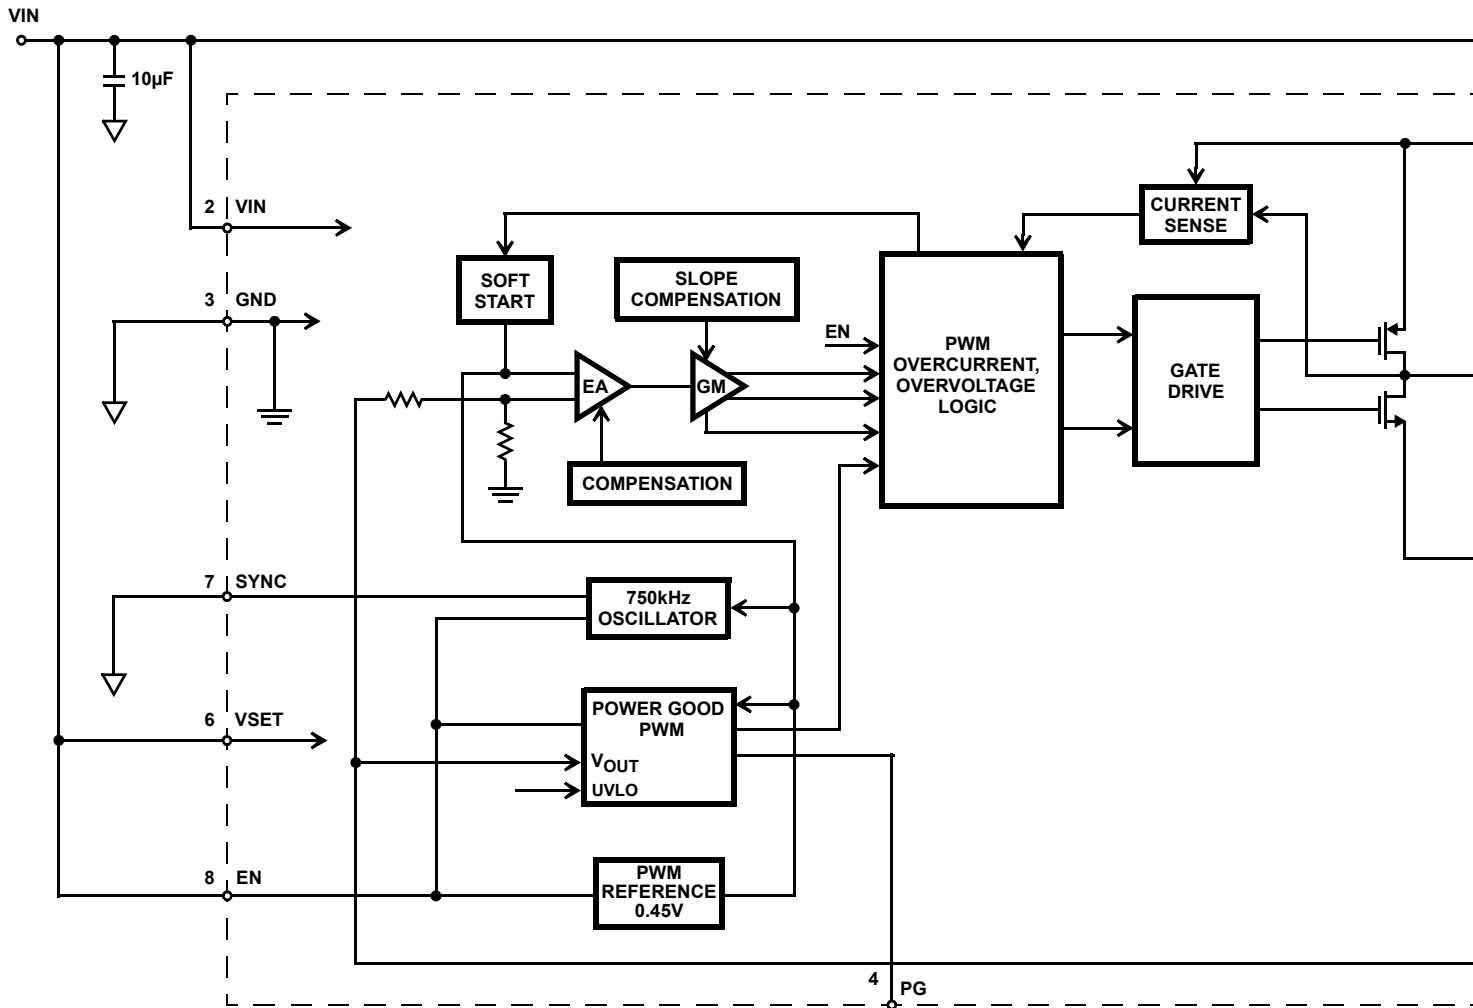 VIN
10µF
2 VIN
CURRENT
SENSE
SOFT
START
SLOPE
COMPENSATION
3 GND
EN
PWM
OVERCURRENT,
OVERVOLTAGE
LOGIC
GATE
DRIVE
EA
GM
COMPENSATION
7 SYNC
750kHz
OSCILLATOR
6 VSET
POWER GOOD
PWM
VOUT
UVLO
8 EN
PWM
REFERENCE
0.45V
4 PG